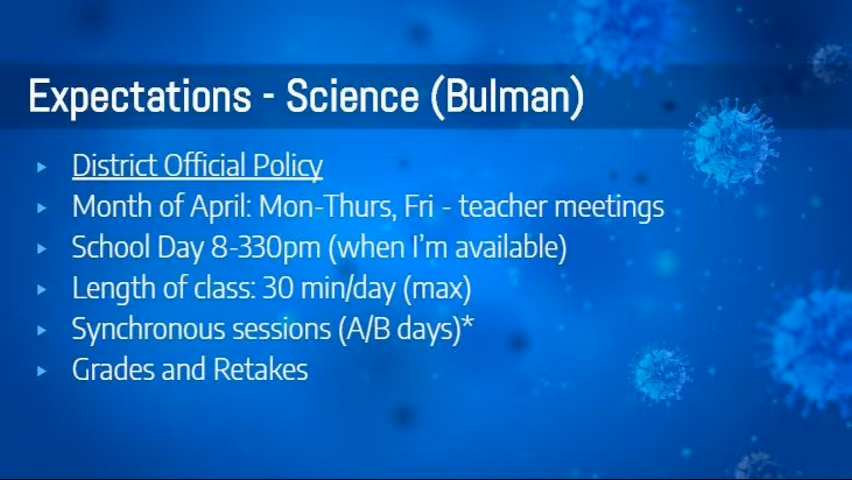 Expectations - Science (Bulman)
District Official Policy
Month of April: Mon-Thurs, Fri - teacher meetings
School Day 8-330pm (when I'm available)
Length of class: 30 min/day (max)
Synchronous sessions (A/B days)*
Grades and Retakes